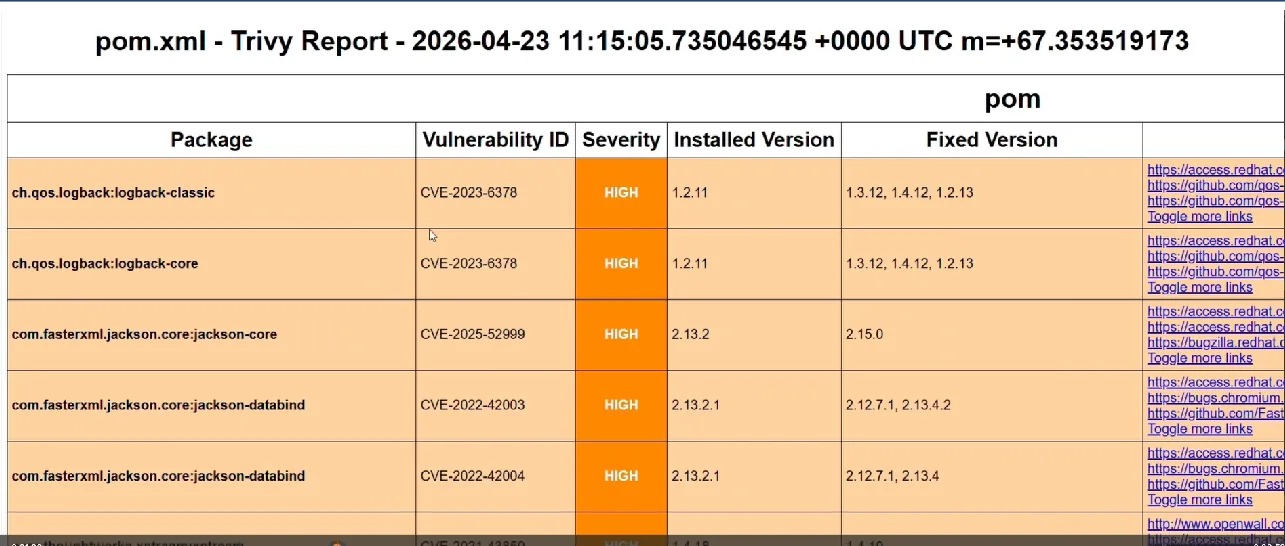 pom.xml - Trivy Report - 2026-04-23 11:15:05.735046545 +0000 UTC m=+67.353519173
pom
Package Vulnerability ID Severity Installed Version Fixed Version
ch.qos.logback:logback-classic CVE-2023-6378 HIGH 1.2.11 1.3.12, 1.4.12, 1.2.13
https://access.redhat.c
https://github.com/qos-
https://github.com/qos-
Toggle more links
ch.qos.logback:logback-core CVE-2023-6378 HIGH 1.2.11 1.3.12, 1.4.12, 1.2.13
https://access.redhat.c
https://github.com/qos-
https://github.com/qos-
Toggle more links
com.fasterxml.jackson.core:jackson-core CVE-2025-52999 HIGH 2.13.2 2.15.0
https://access.redhat.c
https://access.redhat.c
https://bugzilla.redhat.c
Toggle more links
com.fasterxml.jackson.core:jackson-databind CVE-2022-42003 HIGH 2.13.2.1 2.12.7.1, 2.13.4.2
https://access.redhat.c
https://bugs.chromium.
https://github.com/Fast
Toggle more links
com.fasterxml.jackson.core:jackson-databind CVE-2022-42004 HIGH 2.13.2.1 2.12.7.1, 2.13.4
https://access.redhat.c
https://bugs.chromium.
https://github.com/Fast
Toggle more links
http://www.openwall.co